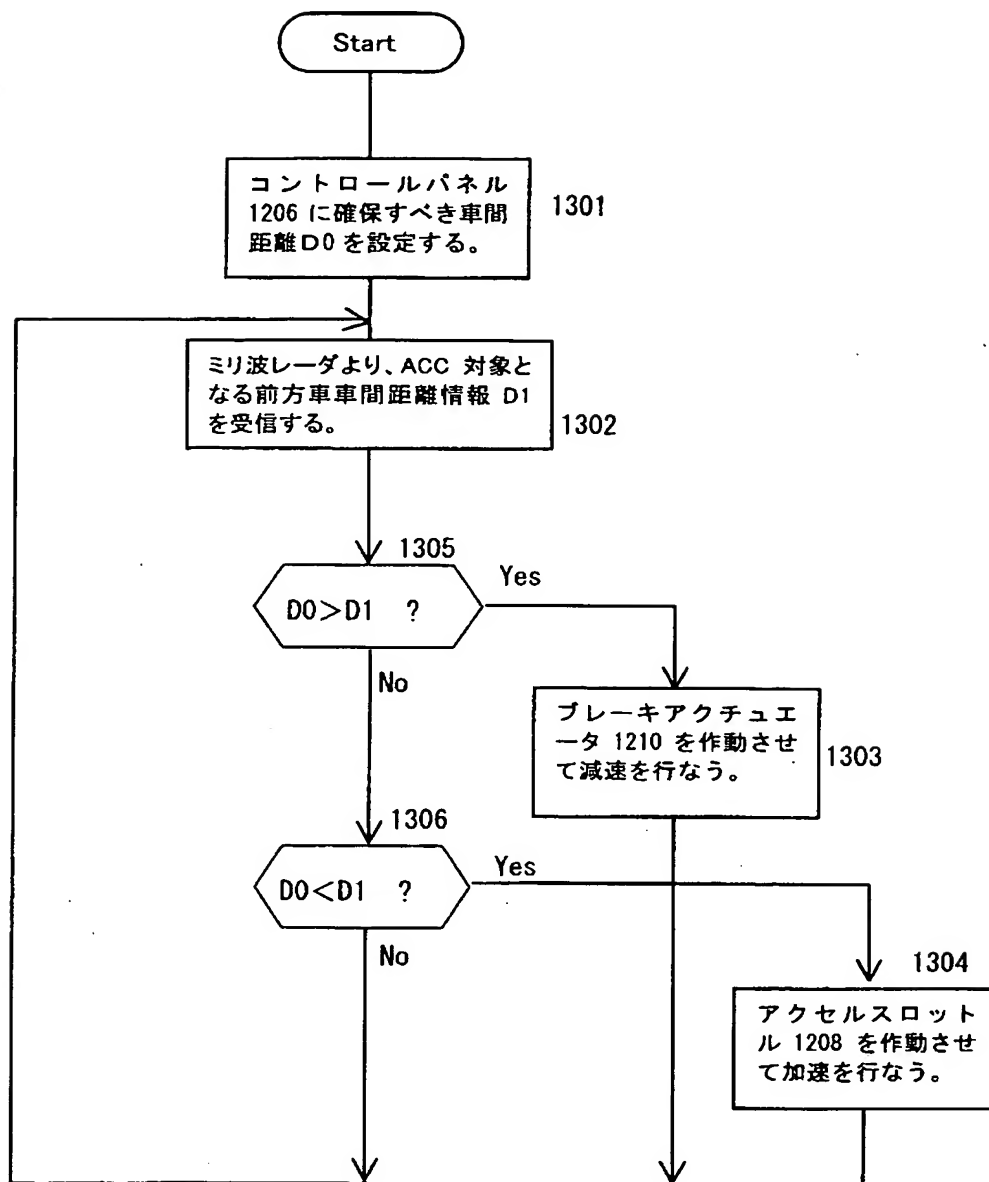 Start
コントロールパネル
1206 に確保すべき車間
距離D0 を設定する。
1301
ミリ波レーダより、ACC 対象と
なる前方車車間距離情報 D1
を受信する。
1302
1305
D0>D1 ?
Yes
No
ブレーキアクチュエ
ータ 1210 を作動させ
て減速を行なう。
1303
1306
D0<D1 ?
Yes
No
1304
アクセルスロット
ル 1208 を作動させ
て加速を行なう。